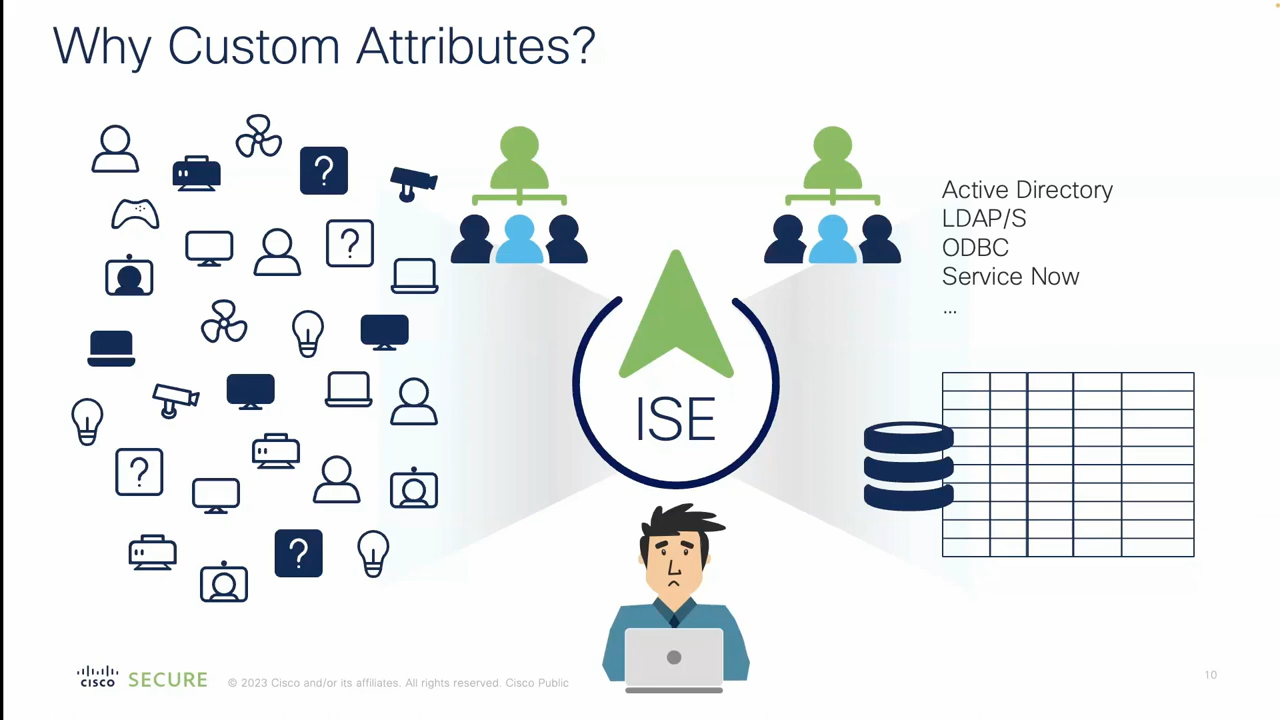 Why Custom Attributes?
?
?
Active Directory
LDAP/S
ODBC
Service Now
...
ISE
?
?
CISCO SECURE © 2023 Cisco and/or its affiliates. All rights reserved. Cisco Public
10